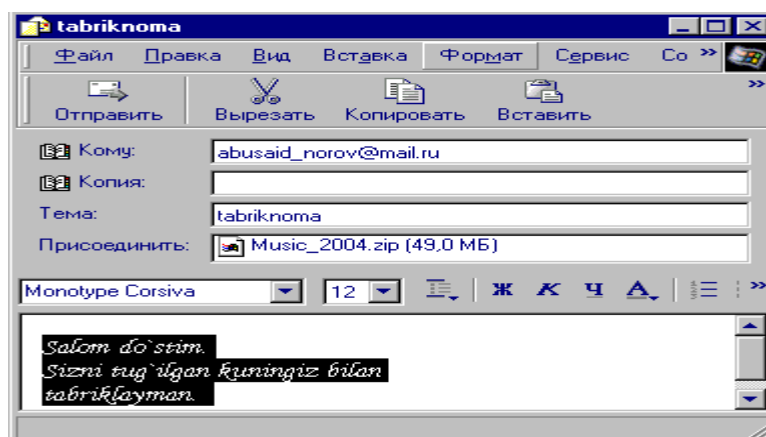 tabriknoma
Файл Правка Вид Вставка Формат Сервис Со »
Отправить Вырезать Копировать Вставить »
Кому: abusaid_norov@mail.ru
Копия:
Тема: tabriknoma
Присоединить: Music_2004.zip (49,0 МБ)
Monotype Corsiva 12 Ж К Ч А »
Salom do`stim.
Sizni tug`ilgan kuningiz bilan
tabriklayman.